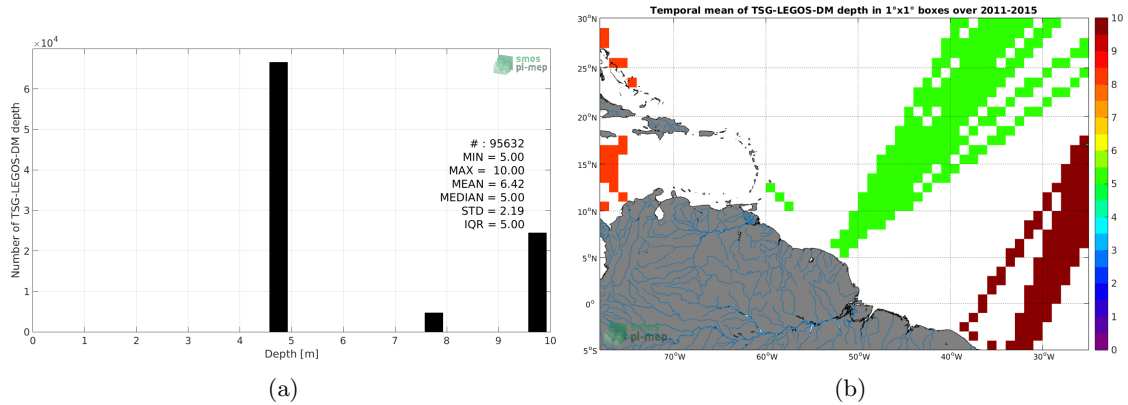 ×10⁴
Number of TSG-LEGOS-DM depth
6
5
4
3
2
1
0
smos
pi-mep
# : 95632
MIN = 5.00
MAX = 10.00
MEAN = 6.42
MEDIAN = 5.00
STD = 2.19
IQR = 5.00
0 1 2 3 4 5 6 7 8 9 10
Depth [m]
(a)
Temporal mean of TSG-LEGOS-DM depth in 1°x1° boxes over 2011-2015
30°N
25°N
20°N
15°N
10°N
5°N
0°
5°S
70°W 60°W 50°W 40°W 30°W
smos
pi-mep
10
9
8
7
6
5
4
3
2
1
0
(b)